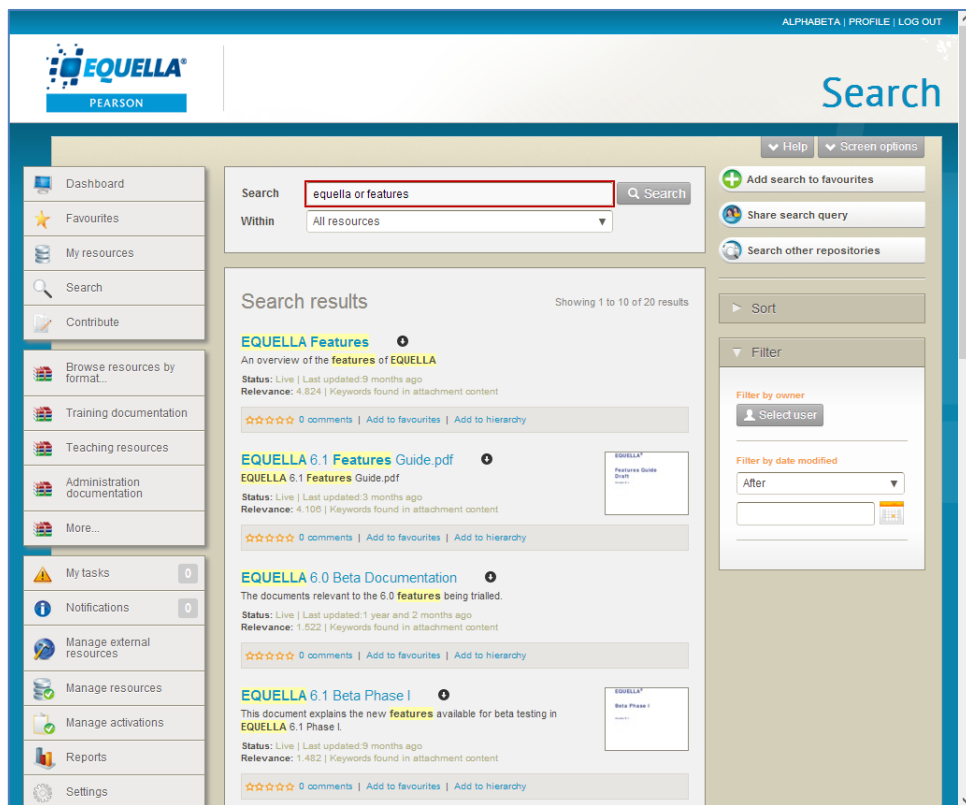 ALPHABETA | PROFILE | LOG OUT
EQUELLA®
PEARSON
Search
Help
Screen options
Dashboard
Favourites
My resources
Search
Contribute
Browse resources by
format...
Training documentation
Teaching resources
Administration
documentation
More...
My tasks 0
Notifications 0
Manage external
resources
Manage resources
Manage activations
Reports
Settings
Search equella or features Search
Within All resources
Search results Showing 1 to 10 of 20 results
EQUELLA Features
An overview of the features of EQUELLA
Status: Live | Last updated:9 months ago
Relevance: 4.824 | Keywords found in attachment content
0 comments | Add to favourites | Add to hierarchy
EQUELLA 6.1 Features Guide.pdf
EQUELLA 6.1 Features Guide.pdf
Status: Live | Last updated:3 months ago
Relevance: 4.106 | Keywords found in attachment content
EQUELLA®
Features Guide
Draft
0 comments | Add to favourites | Add to hierarchy
EQUELLA 6.0 Beta Documentation
The documents relevant to the 6.0 features being trialled.
Status: Live | Last updated:1 year and 2 months ago
Relevance: 1.522 | Keywords found in attachment content
0 comments | Add to favourites | Add to hierarchy
EQUELLA 6.1 Beta Phase I
This document explains the new features available for beta testing in
EQUELLA 6.1 Phase I.
Status: Live | Last updated:9 months ago
Relevance: 1.482 | Keywords found in attachment content
EQUELLA®
Beta Phase I
0 comments | Add to favourites | Add to hierarchy
Add search to favourites
Share search query
Search other repositories
Sort
Filter
Filter by owner
Select user
Filter by date modified
After